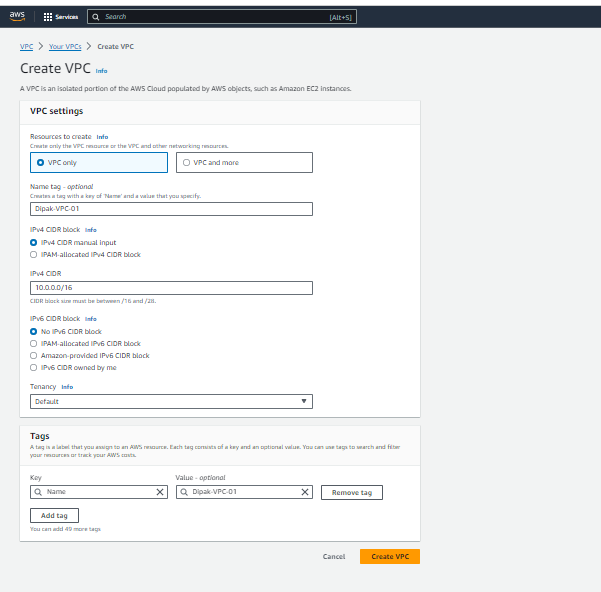 aws
Services
Search
[Alt+S]
VPC > Your VPCs > Create VPC
Create VPC Info
A VPC is an isolated portion of the AWS Cloud populated by AWS objects, such as Amazon EC2 instances.
VPC settings
Resources to create Info
Create only the VPC resource or the VPC and other networking resources.
VPC only
VPC and more
Name tag - optional
Creates a tag with a key of 'Name' and a value that you specify.
Dipak-VPC-01
IPv4 CIDR block Info
IPv4 CIDR manual input
IPAM-allocated IPv4 CIDR block
IPv4 CIDR
10.0.0.0/16
CIDR block size must be between /16 and /28.
IPv6 CIDR block Info
No IPv6 CIDR block
IPAM-allocated IPv6 CIDR block
Amazon-provided IPv6 CIDR block
IPv6 CIDR owned by me
Tenancy Info
Default
Tags
A tag is a label that you assign to an AWS resource. Each tag consists of a key and an optional value. You can use tags to search and filter
your resources or track your AWS costs.
Key
Value - optional
Name
Dipak-VPC-01
Remove tag
Add tag
You can add 49 more tags
Cancel
Create VPC